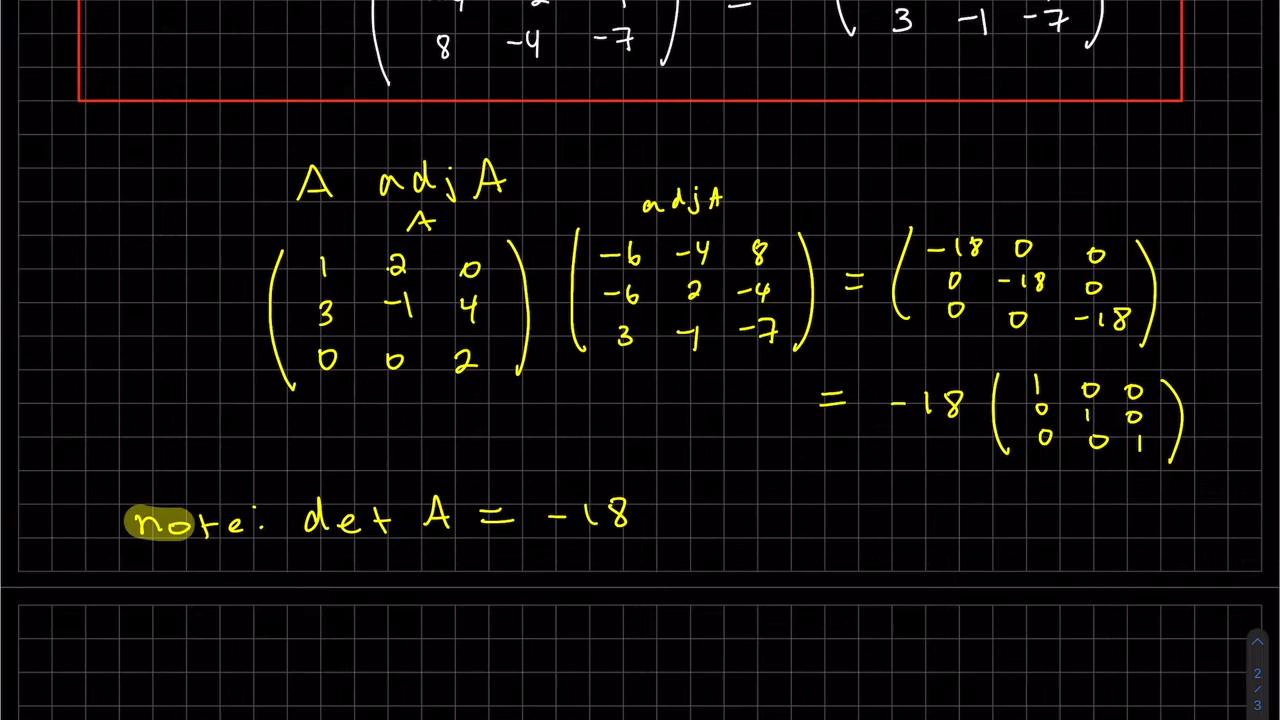 3 -1 -7
8 -4 -7
A adj A
A adj A
1 2 0
3 -1 4
0 0 2
-6 -4 8
-6 2 -4
3 -1 -7
=
-18 0 0
0 -18 0
0 0 -18
= -18
1 0 0
0 1 0
0 0 1
note: det A = -18
2
/
3